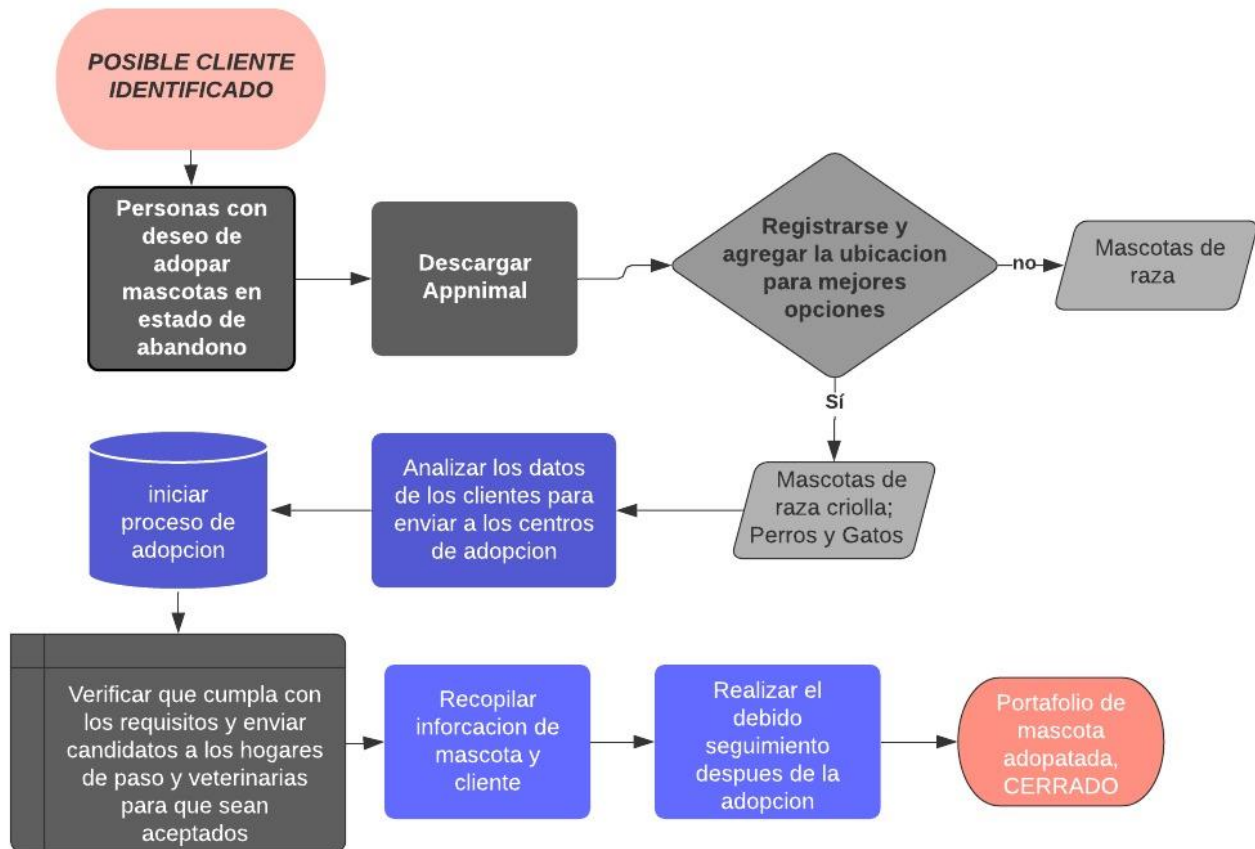 POSIBLE CLIENTE
IDENTIFICADO
Personas con
deseo de
adopar
mascotas en
estado de
abandono
Descargar
Appnimal
Registrarse y
agregar la ubicacion
para mejores
opciones
no
Mascotas de
raza
Sí
Mascotas de
raza criolla;
Perros y Gatos
Analizar los datos
de los clientes para
enviar a los centros
de adopcion
iniciar
proceso de
adopcion
Verificar que cumpla con
los requisitos y enviar
candidatos a los hogares
de paso y veterinarias
para que sean
aceptados
Recopilar
inforcacion de
mascota y
cliente
Realizar el
debido
seguimiento
despues de la
adopcion
Portafolio de
mascota
adopatada,
CERRADO